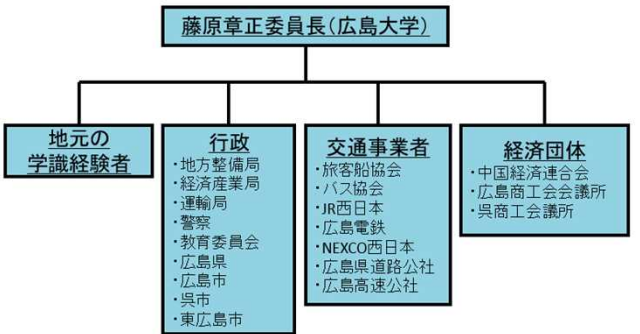 藤原章正委員長(広島大学)
地元の
学識経験者
行政
・地方整備局
・経済産業局
・運輸局
・警察
・教育委員会
・広島県
・広島市
・呉市
・東広島市
交通事業者
・旅客船協会
・バス協会
・JR西日本
・広島電鉄
・NEXCO西日本
・広島県道路公社
・広島高速公社
経済団体
・中国経済連合会
・広島商工会会議所
・呉商工会議所